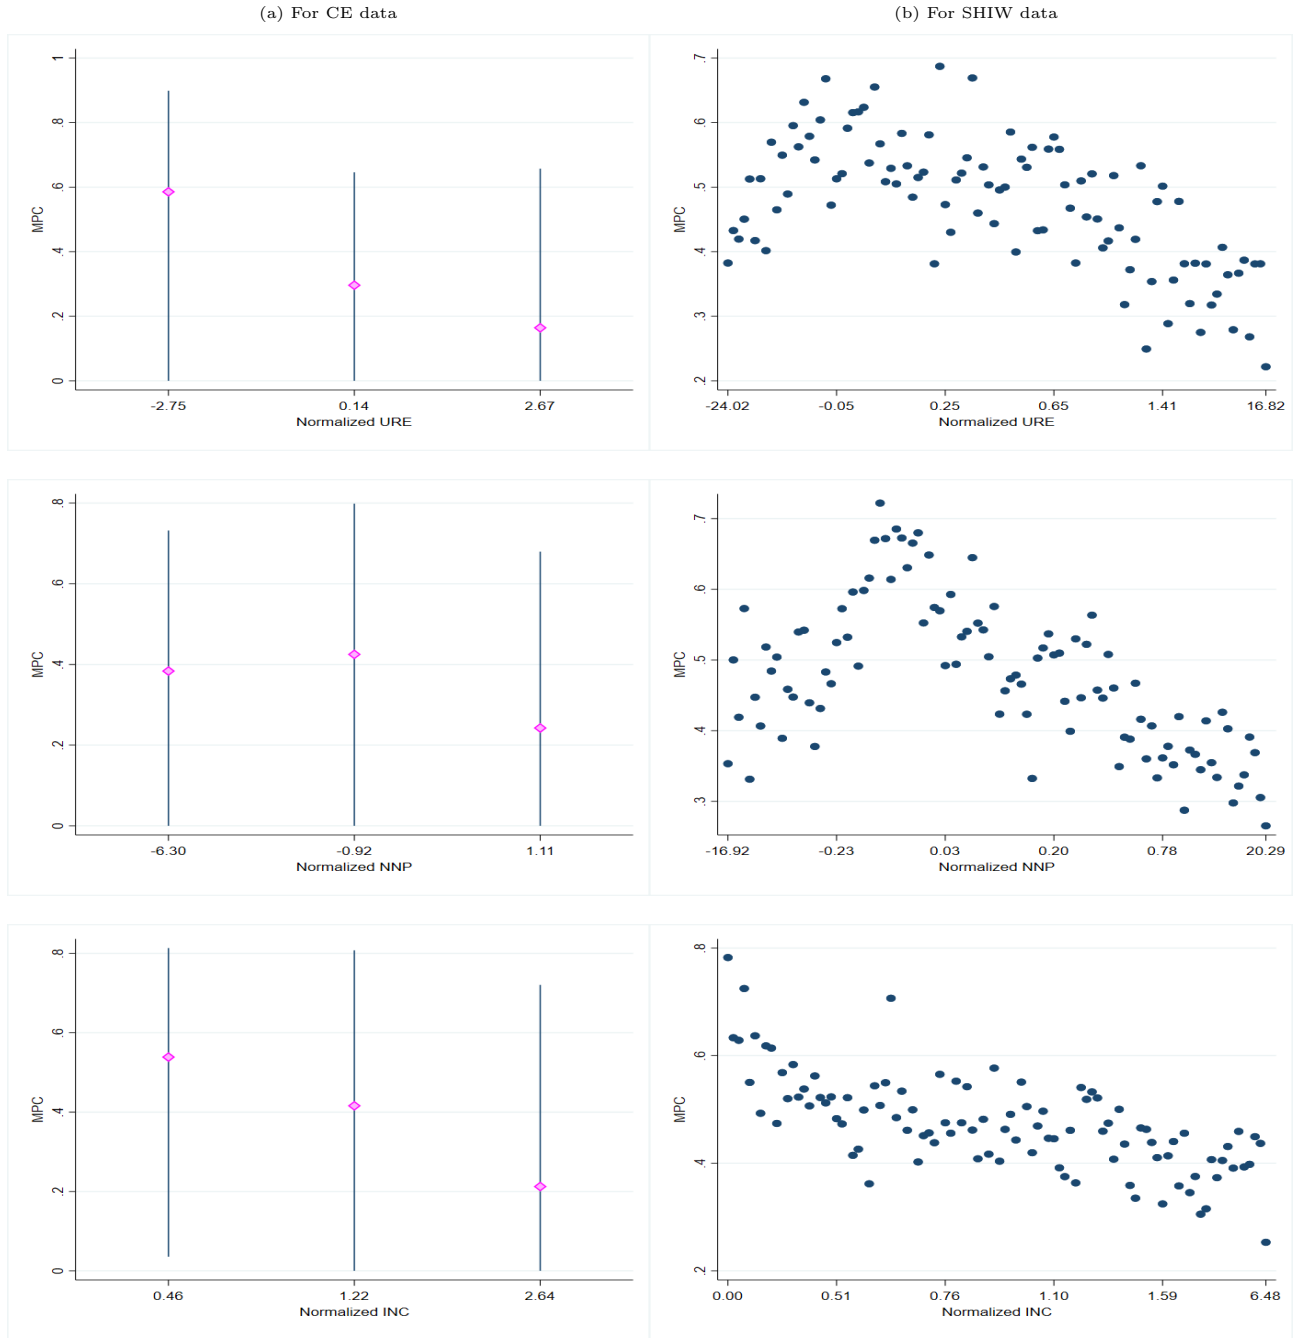 (a) For CE data
(b) For SHIW data
1
.8
.6
.4
.2
0
MPC
-2.75 0.14 2.67
Normalized URE
.7
.6
.5
.4
.3
.2
MPC
-24.02 -0.05 0.25 0.65 1.41 16.82
Normalized URE
.8
.6
.4
.2
0
MPC
-6.30 -0.92 1.11
Normalized NNP
.7
.6
.5
.4
.3
MPC
-16.92 -0.23 0.03 0.20 0.78 20.29
Normalized NNP
.8
.6
.4
.2
0
MPC
0.46 1.22 2.64
Normalized INC
.8
.6
.4
.2
MPC
0.00 0.51 0.76 1.10 1.59 6.48
Normalized INC